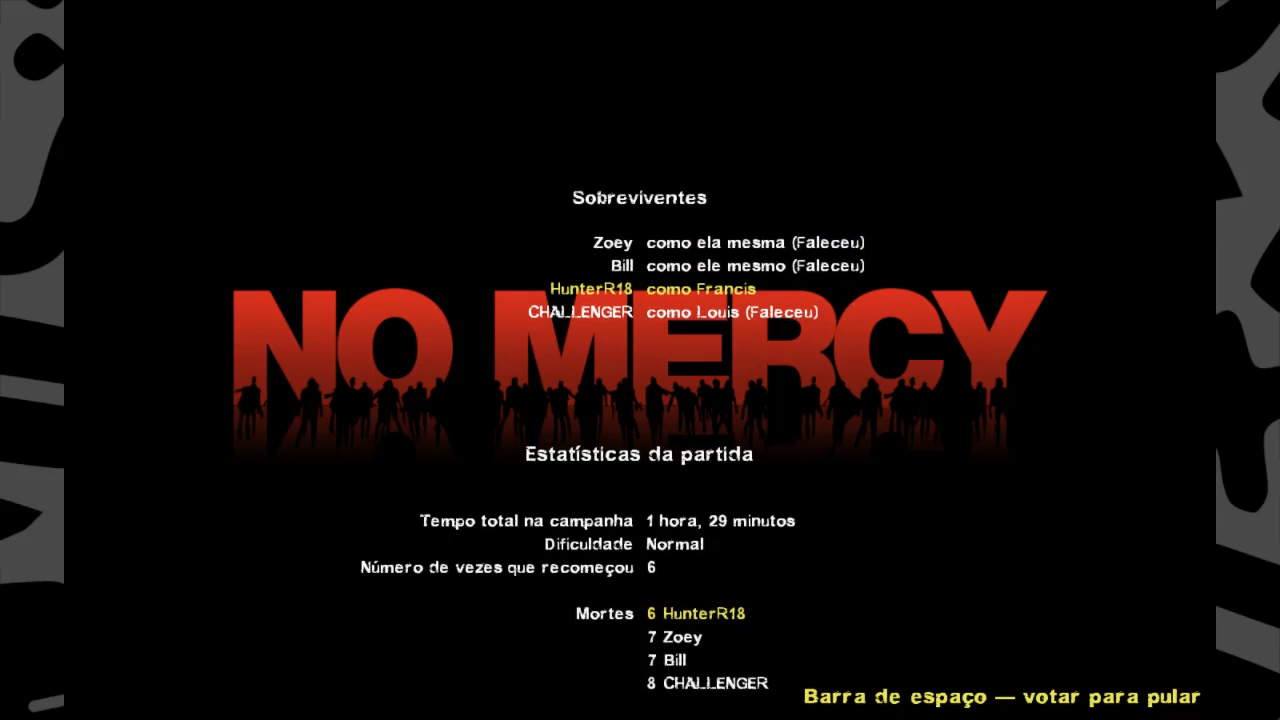 Sobreviventes
Zoey como ela mesma (Faleceu)
Bill como ele mesmo (Faleceu)
HunterR18 como Francis
CHALLENGER como Louis (Faleceu)
NO MERCY
Estatísticas da partida
Tempo total na campanha 1 hora, 29 minutos
Dificuldade Normal
Número de vezes que recomeçou 6
Mortes 6 HunterR18
7 Zoey
7 Bill
8 CHALLENGER
Barra de espaço — votar para pular